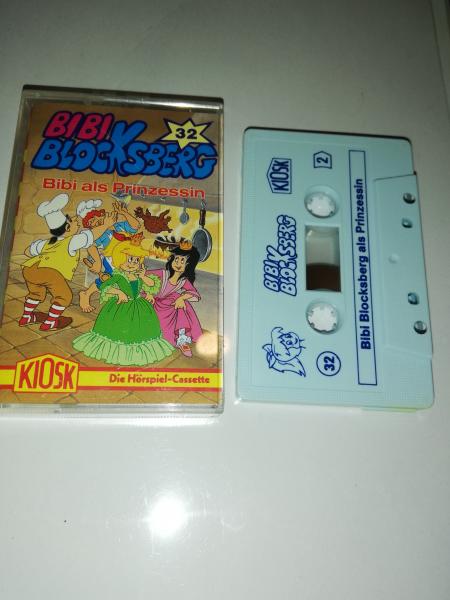 BIBI
BLOCKSBERG
32
Bibi als Prinzessin
KIOSK
Die Hörspiel-Cassette
KIOSK
2
BIBI
BLOCKSBERG
32
Bibi Blocksberg als Prinzessin